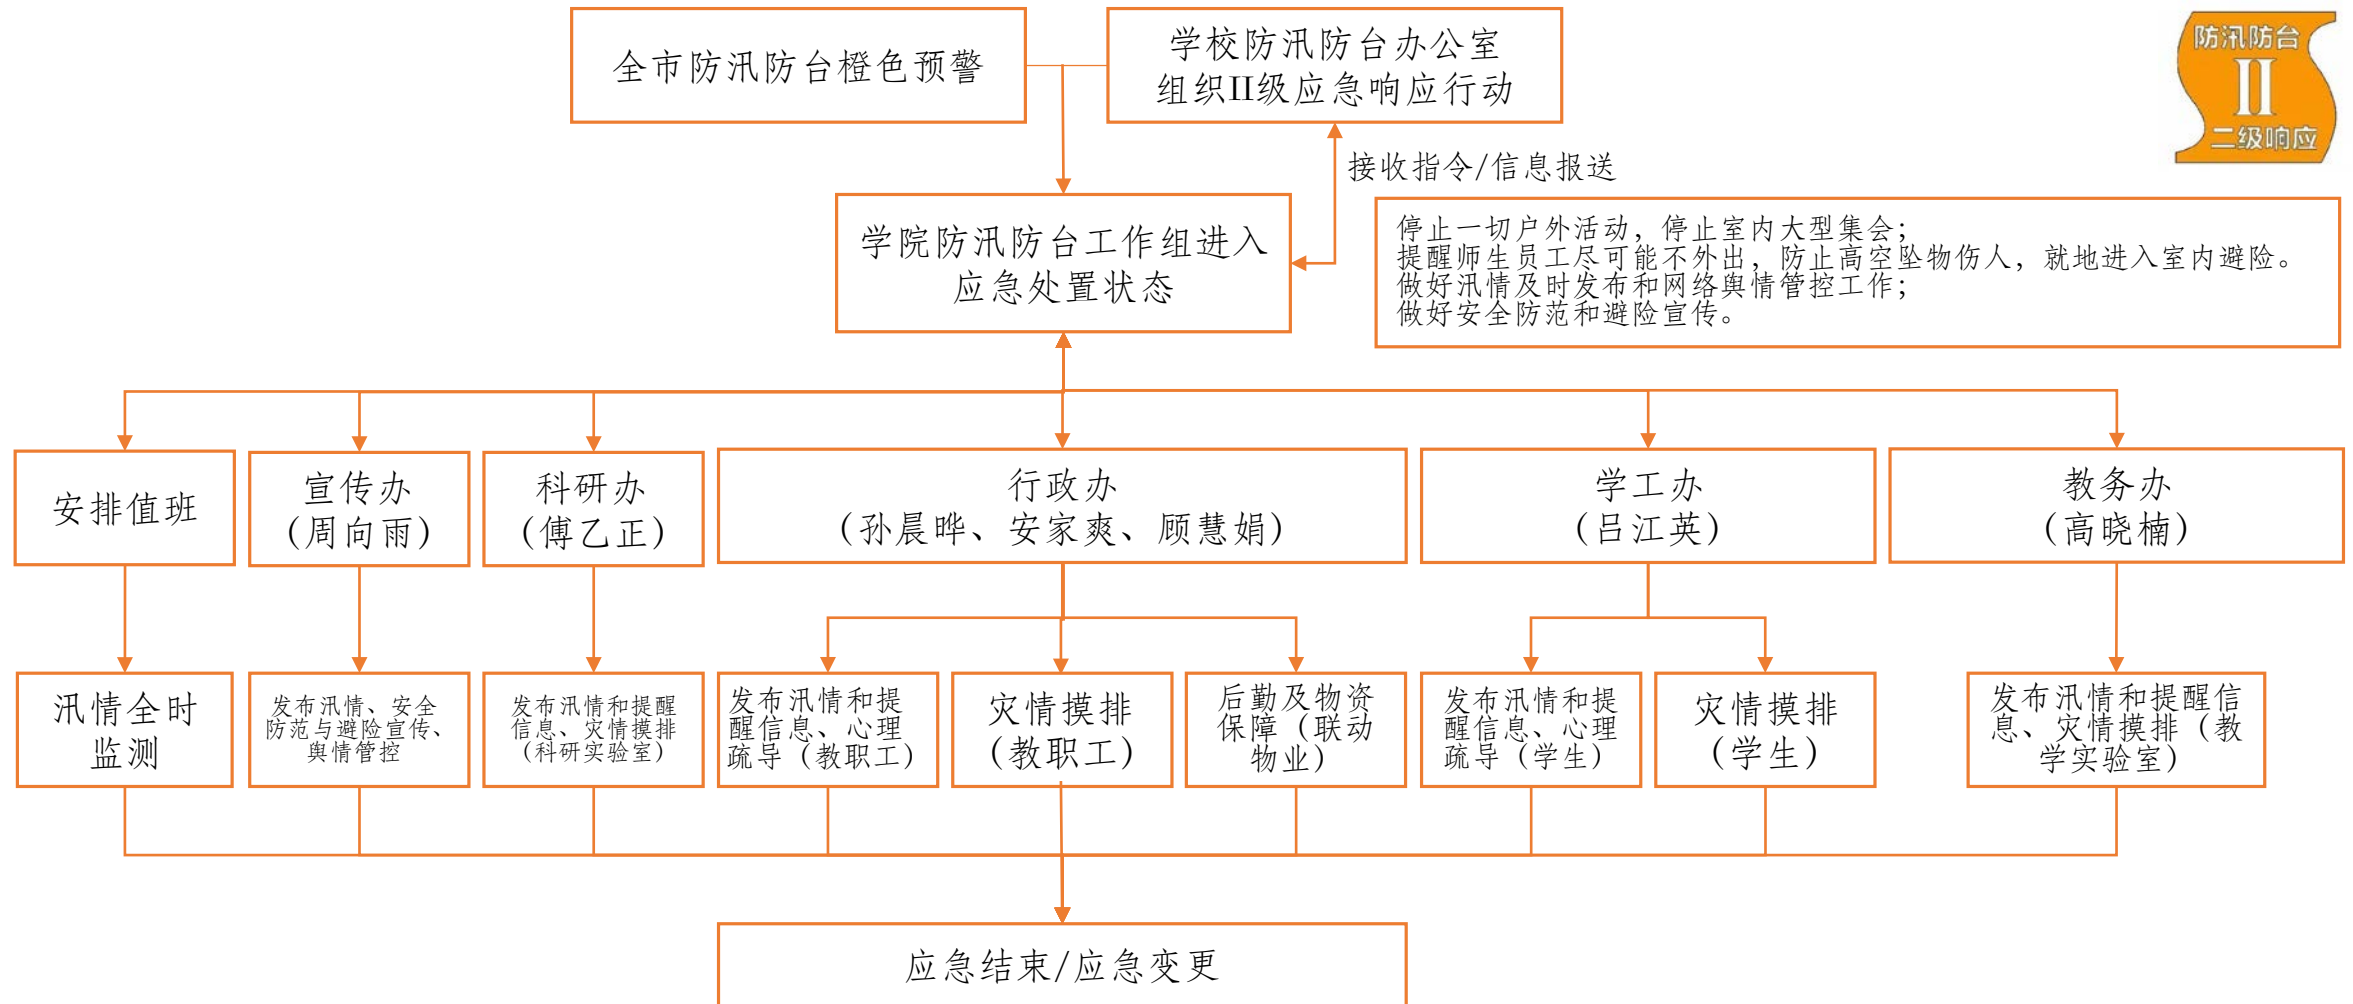 全市防汛防台橙色预警
学校防汛防台办公室
组织II级应急响应行动
防汛防台
II
二级响应
接收指令/信息报送
学院防汛防台工作组进入
应急处置状态
停止一切户外活动，停止室内大型集会；
提醒师生员工尽可能不外出，防止高空坠物伤人，就地进入室内避险。
做好汛情及时发布和网络舆情管控工作；
做好安全防范和避险宣传。
安排值班
宣传办
（周向雨）
科研办
（傅乙正）
行政办
（孙晨晔、安家爽、顾慧娟）
学工办
（吕江英）
教务办
（高晓楠）
汛情全时
监测
发布汛情、安全
防范与避险宣传、
舆情管控
发布汛情和提醒
信息、灾情摸排
（科研实验室）
发布汛情和提
醒信息、心理
疏导（教职工）
灾情摸排
（教职工）
后勤及物资
保障（联动
物业）
发布汛情和提
醒信息、心理
疏导（学生）
灾情摸排
（学生）
发布汛情和提醒信
息、灾情摸排（教
学实验室）
应急结束/应急变更